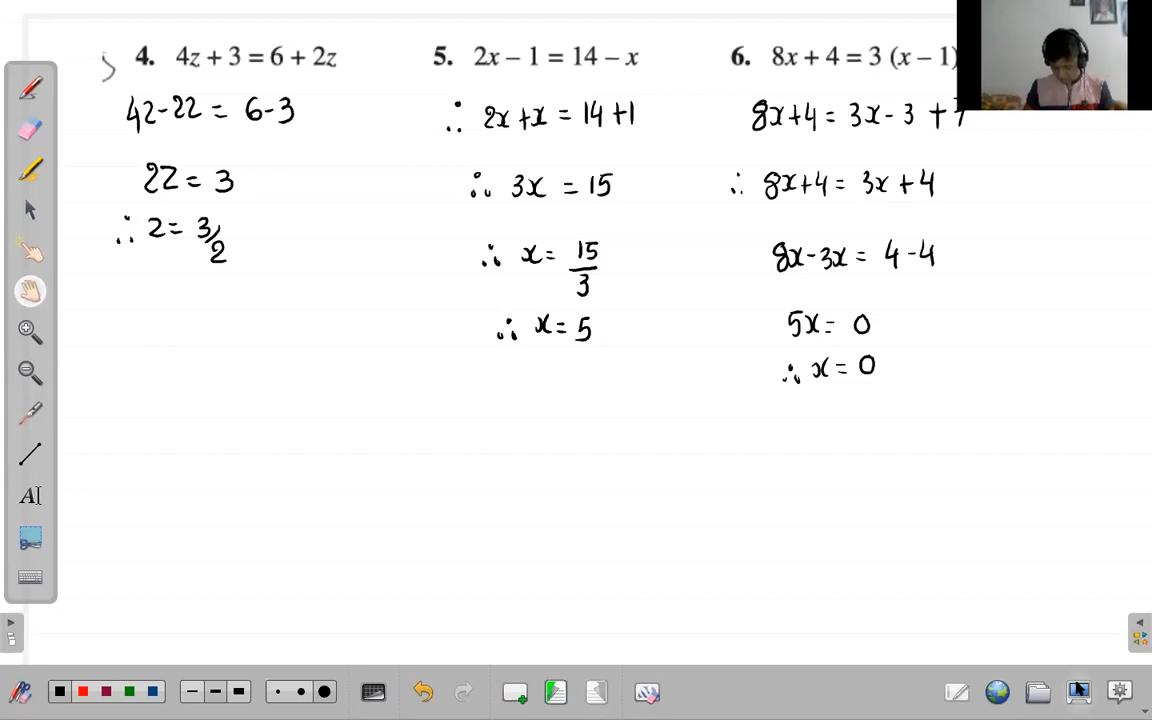 4. 4z + 3 = 6 + 2z
4z-2z = 6-3
2z = 3
∴ z = 3/2
5. 2x – 1 = 14 – x
∴ 2x + x = 14 + 1
∴ 3x = 15
∴ x = 15/3
∴ x = 5
6. 8x + 4 = 3 (x – 1)
8x+4 = 3x - 3 + 7
∴ 8x+4 = 3x + 4
8x-3x = 4-4
5x = 0
∴ x = 0